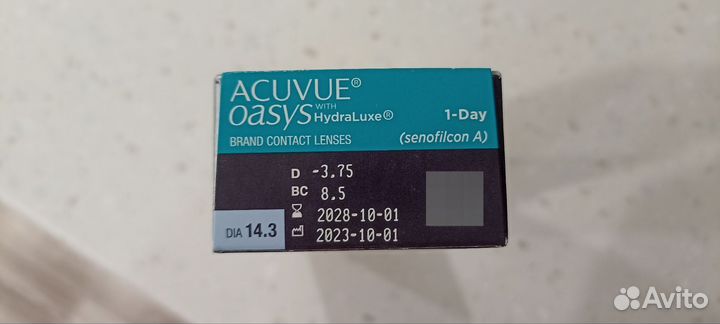 ACUVUE®
oasys WITH HydraLuxe® 1-Day
BRAND CONTACT LENSES (senofilcon A)
D -3.75
BC 8.5
2028-10-01
DIA 14.3 2023-10-01
Avito